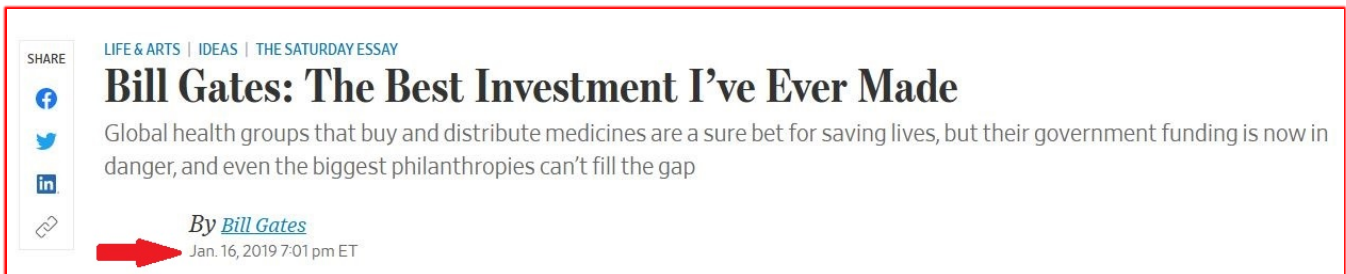 SHARE
LIFE & ARTS | IDEAS | THE SATURDAY ESSAY
Bill Gates: The Best Investment I’ve Ever Made
Global health groups that buy and distribute medicines are a sure bet for saving lives, but their government funding is now in
danger, and even the biggest philanthropies can’t fill the gap
By Bill Gates
Jan. 16, 2019 7:01 pm ET